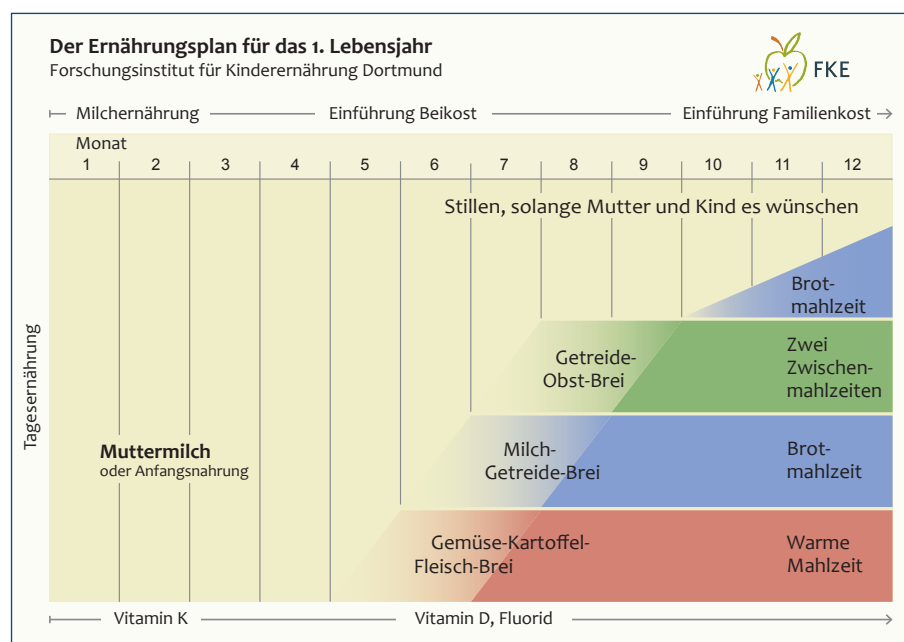 Der Ernährungsplan für das 1. Lebensjahr
Forschungsinstitut für Kinderernährung Dortmund
FKE
Milchernährung
Einführung Beikost
Einführung Familienkost
Monat
1 2 3 4 5 6 7 8 9 10 11 12
Stillen, solange Mutter und Kind es wünschen
Tagesernährung
Brot-
mahlzeit
Getreide-
Obst-Brei
Zwei
Zwischen-
mahlzeiten
Muttermilch
oder Anfangsnahrung
Milch-
Getreide-Brei
Brot-
mahlzeit
Gemüse-Kartoffel-
Fleisch-Brei
Warme
Mahlzeit
Vitamin K
Vitamin D, Fluorid